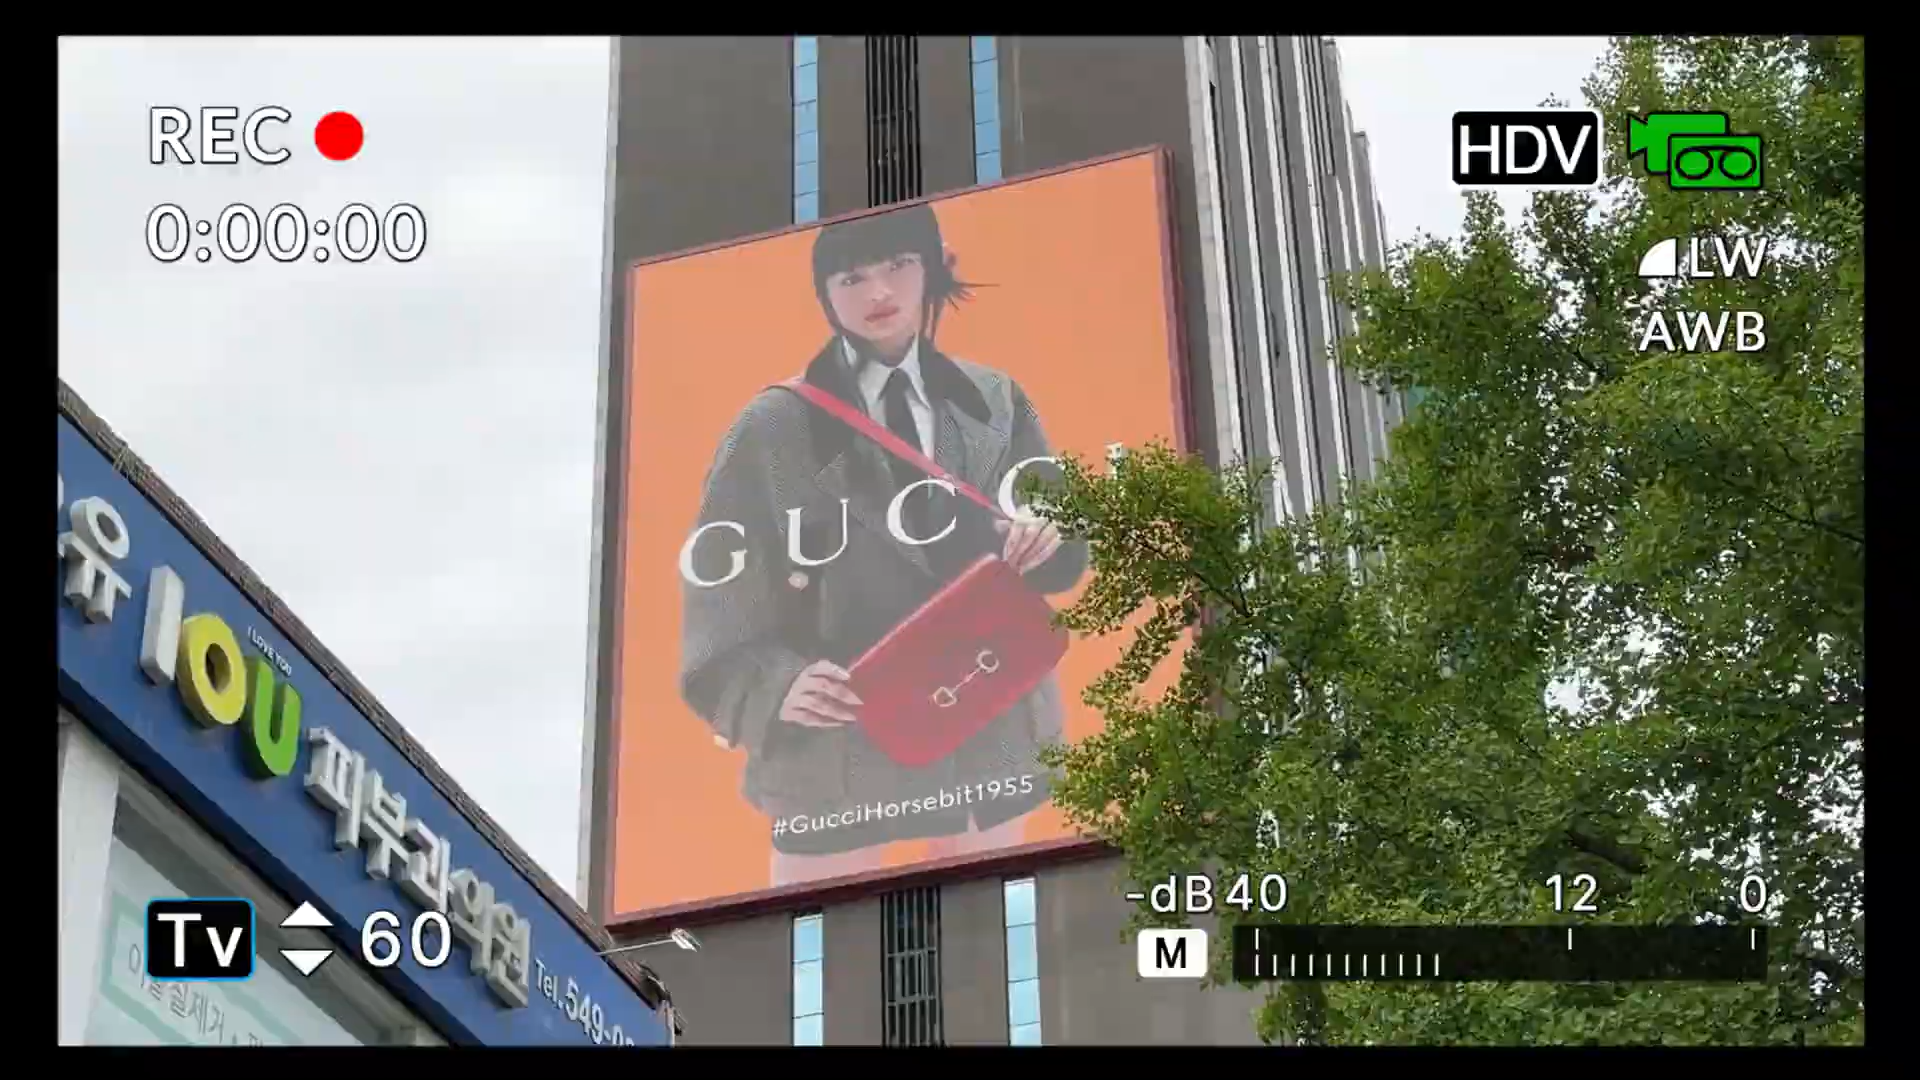 REC
0:00:00
HDV
LW
AWB
GUCCI
#GucciHorsebit1955
유 IOU 피부과의원
I LOVE YOU
Tel.549-0
Tv 60
-dB 40 12 0
M